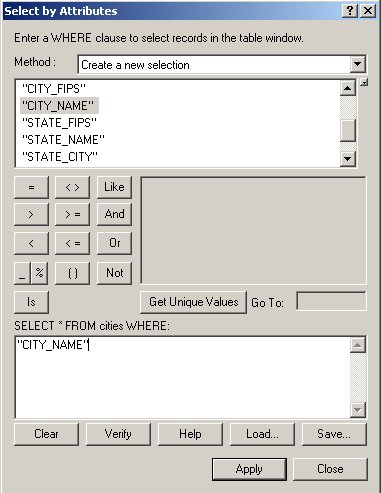 Select by Attributes
Enter a WHERE clause to select records in the table window.
Method : Create a new selection
"CITY_FIPS"
"CITY_NAME"
"STATE_FIPS"
"STATE_NAME"
"STATE_CITY"
= < > Like
> > = And
< < = Or
_ % ( ) Not
Is Get Unique Values Go To:
SELECT * FROM cities WHERE:
"CITY_NAME"
Clear Verify Help Load... Save...
Apply Close